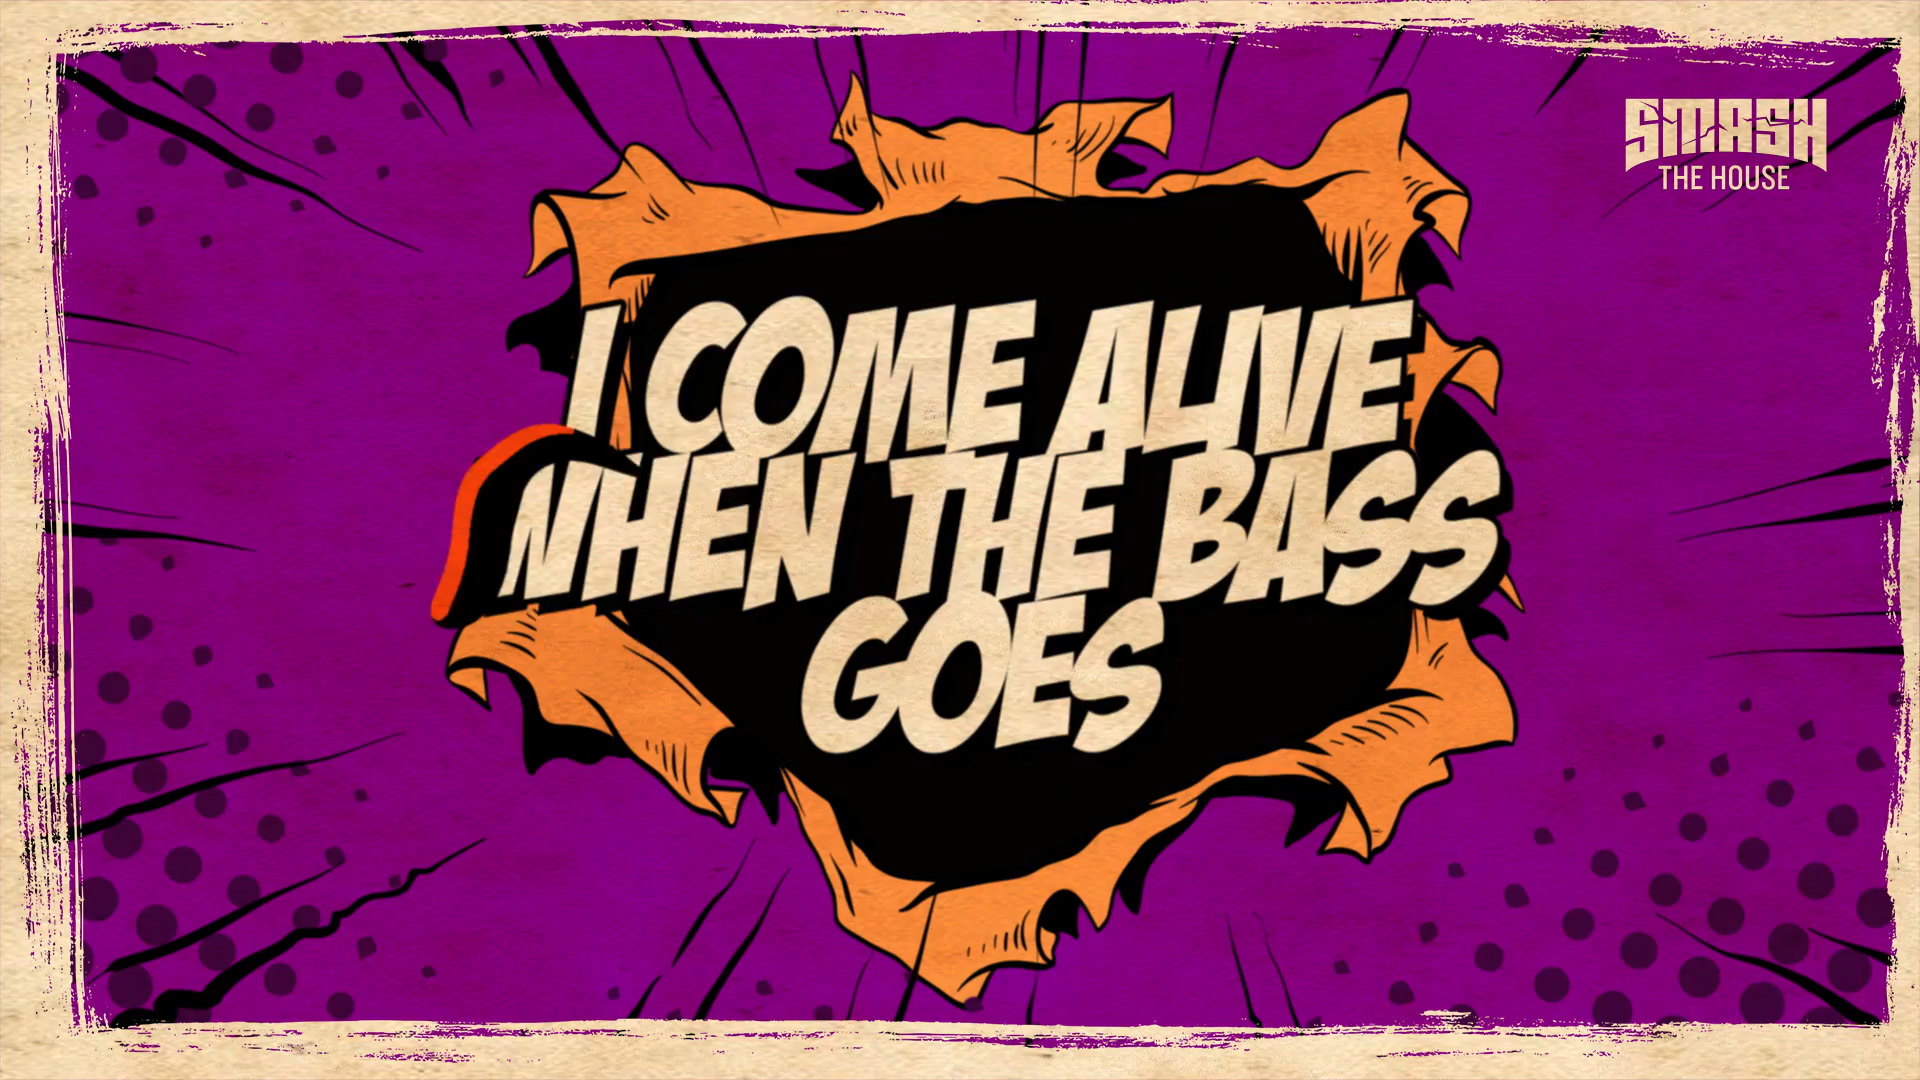 SMASH
THE HOUSE
I COME ALIVE
WHEN THE BASS
GOES